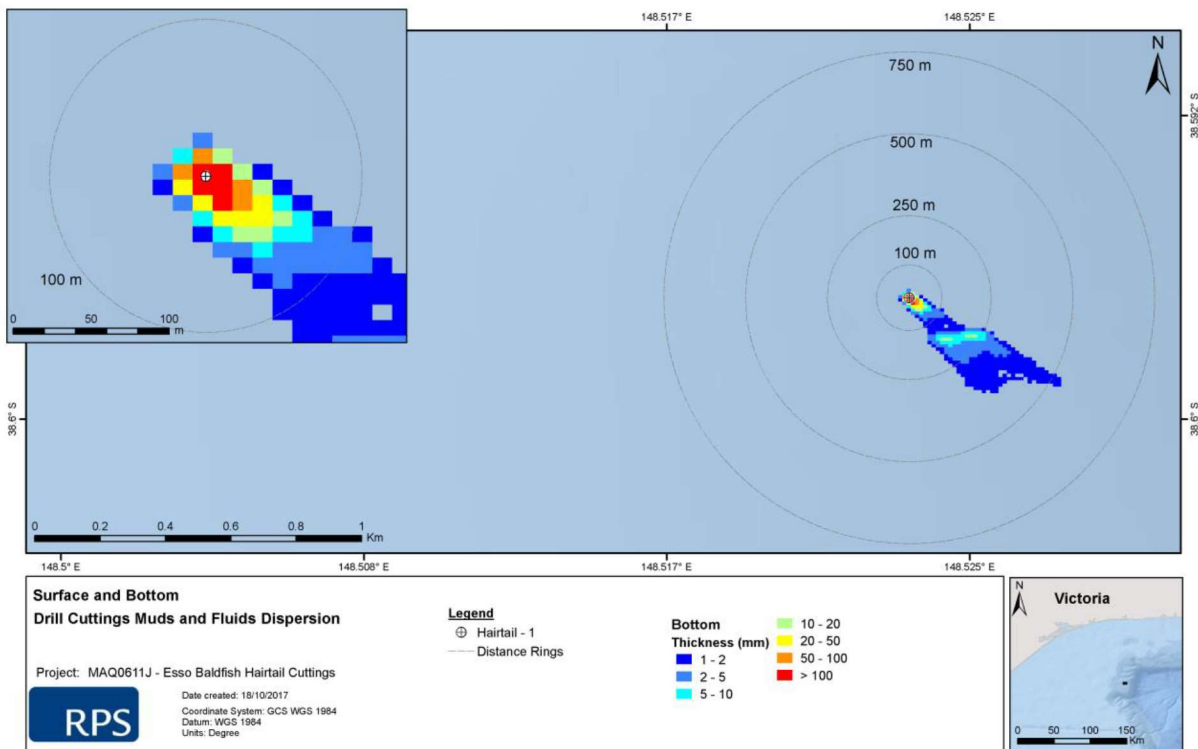 148.517° E
148.525° E
N
750 m
38.592° S
500 m
250 m
100 m
100 m
0
50
100
m
38.6° S
38.6° S
0
0.2
0.4
0.6
0.8
1
Km
148.5° E
148.508° E
148.517° E
148.525° E
Surface and Bottom
Drill Cuttings Muds and Fluids Dispersion
Project: MAQ0611J - Esso Baldfish Hairtail Cuttings
RPS
Date created: 18/10/2017
Coordinate System: GCS WGS 1984
Datum: WGS 1984
Units: Degree
Legend
Hairtail - 1
Distance Rings
Bottom
Thickness (mm)
1 - 2
2 - 5
5 - 10
10 - 20
20 - 50
50 - 100
> 100
N
Victoria
0
50
100
150
Km